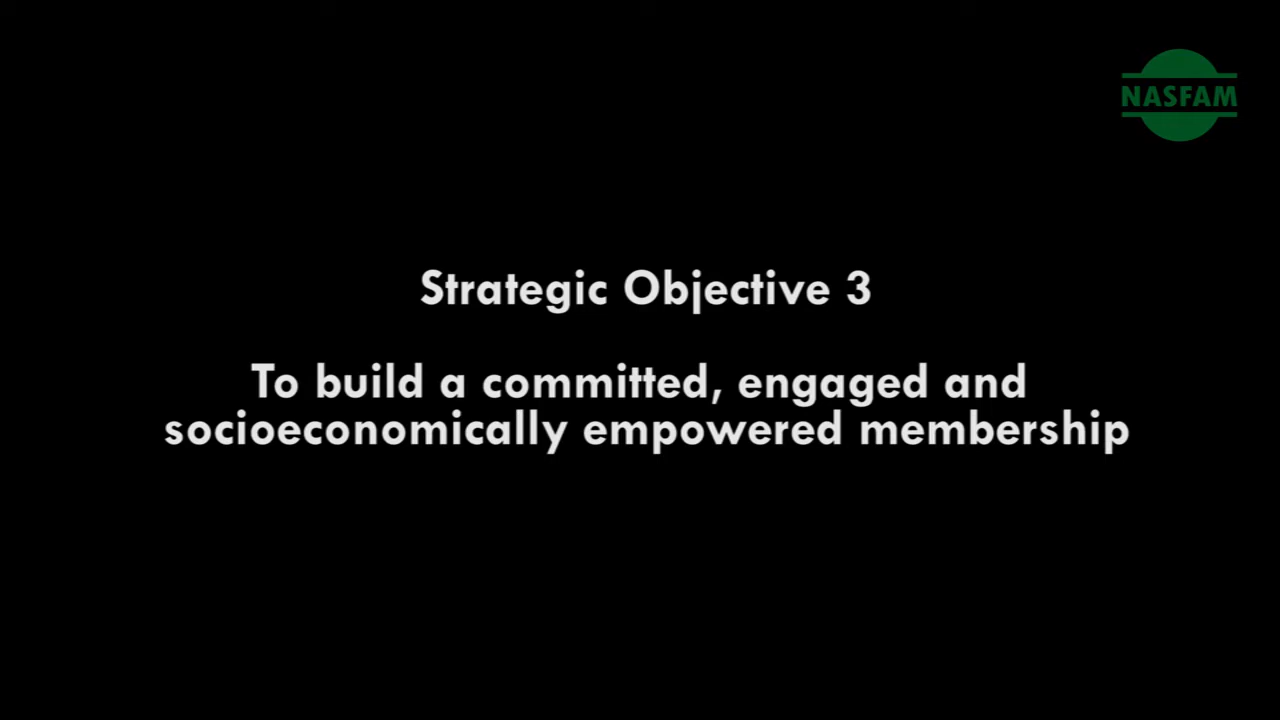 NASFAM
Strategic Objective 3
To build a committed, engaged and
socioeconomically empowered membership